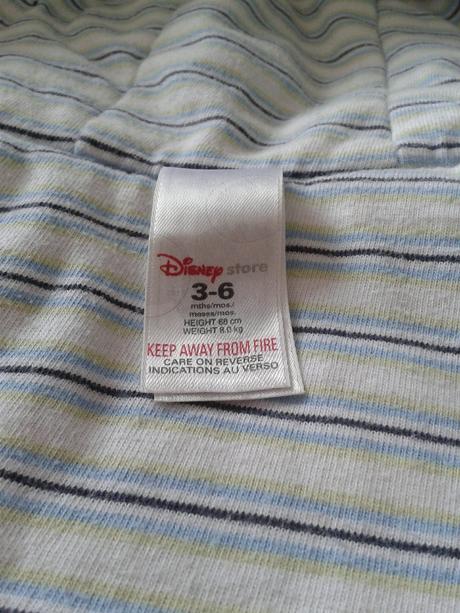 Disney store
3-6
mths/mos./
meses/mos.
HEIGHT 68 cm
WEIGHT 8.0 kg
KEEP AWAY FROM FIRE
CARE ON REVERSE
INDICATIONS AU VERSO